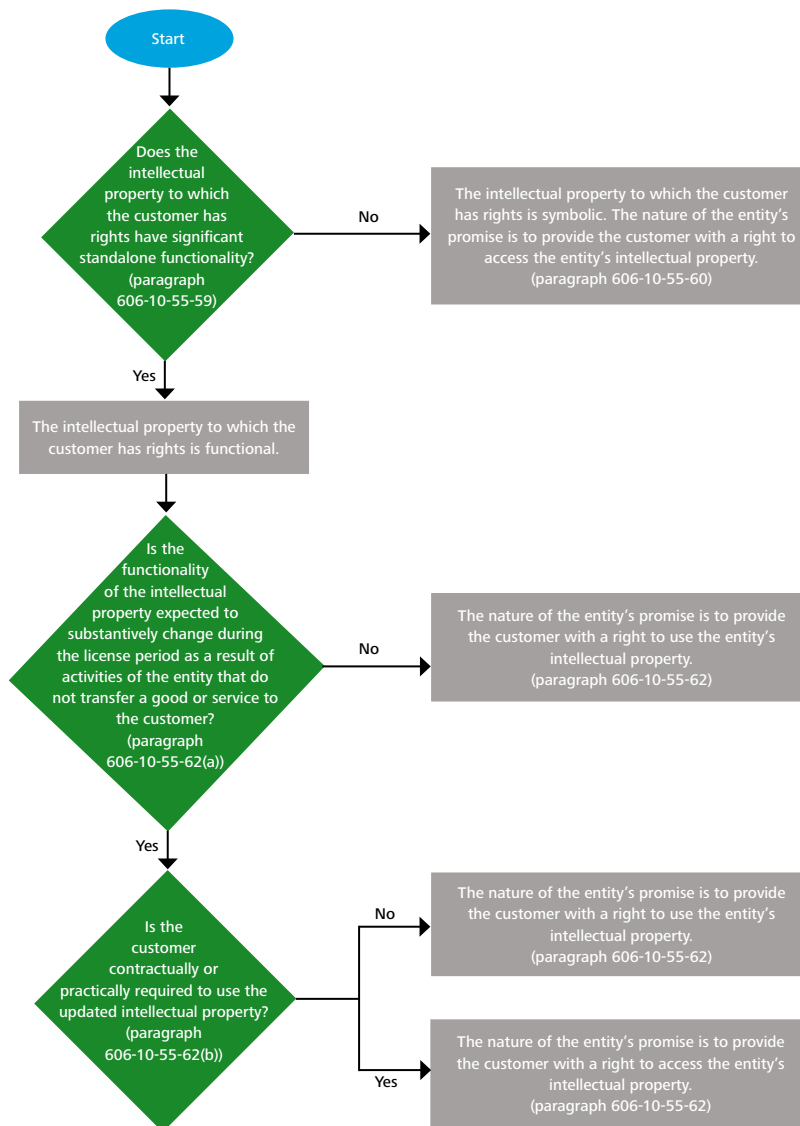 Start
Does the
intellectual
property to which
the customer has
rights have significant
standalone functionality?
(paragraph
606-10-55-59)
No
The intellectual property to which the customer
has rights is symbolic. The nature of the entity’s
promise is to provide the customer with a right to
access the entity’s intellectual property.
(paragraph 606-10-55-60)
Yes
The intellectual property to which the
customer has rights is functional.
Is the
functionality
of the intellectual
property expected to
substantively change during
the license period as a result of
activities of the entity that do
not transfer a good or service to
the customer?
(paragraph
606-10-55-62(a))
No
The nature of the entity’s promise is to provide
the customer with a right to use the entity’s
intellectual property.
(paragraph 606-10-55-62)
Yes
Is the
customer
contractually or
practically required to use the
updated intellectual property?
(paragraph
606-10-55-62(b))
No
The nature of the entity’s promise is to provide
the customer with a right to use the entity’s
intellectual property.
(paragraph 606-10-55-62)
Yes
The nature of the entity’s promise is to provide
the customer with a right to access the entity’s
intellectual property.
(paragraph 606-10-55-62)